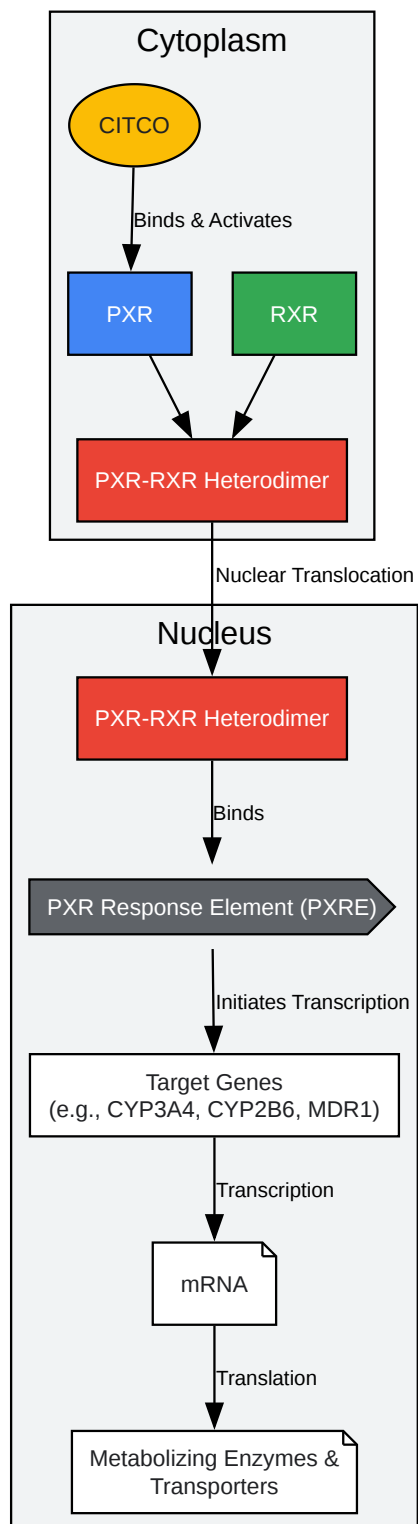 Cytoplasm
CITCO
Binds & Activates
PXR
RXR
PXR-RXR Heterodimer
Nuclear Translocation
Nucleus
PXR-RXR Heterodimer
Binds
PXR Response Element (PXRE)
Initiates Transcription
Target Genes
(e.g., CYP3A4, CYP2B6, MDR1)
Transcription
mRNA
Translation
Metabolizing Enzymes &
Transporters